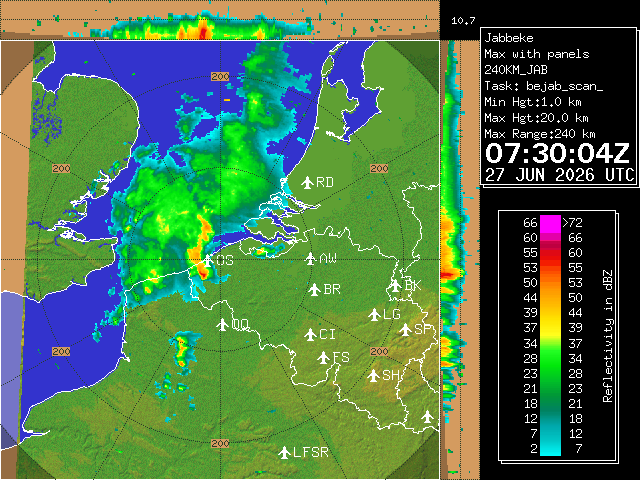 10.7
Jabbeke
Max with panels
240KM_JAB
Task: bejab_scan_
Min Hgt:1.0 km
Max Hgt:20.0 km
Max Range:240 km
07:30:04Z
27 JUN 2026 UTC
200
200
200
RD
OS
AW
BR
BK
LG
QO
CI
SP
200
FS
SH
200
LFSR
66 >72
60 66
55 60
53 55
50 53
44 50
39 44
37 39
34 37
28 34
24 28
23 24
21 23
18 21
12 18
7 12
2 7
Reflectivity in dBZ